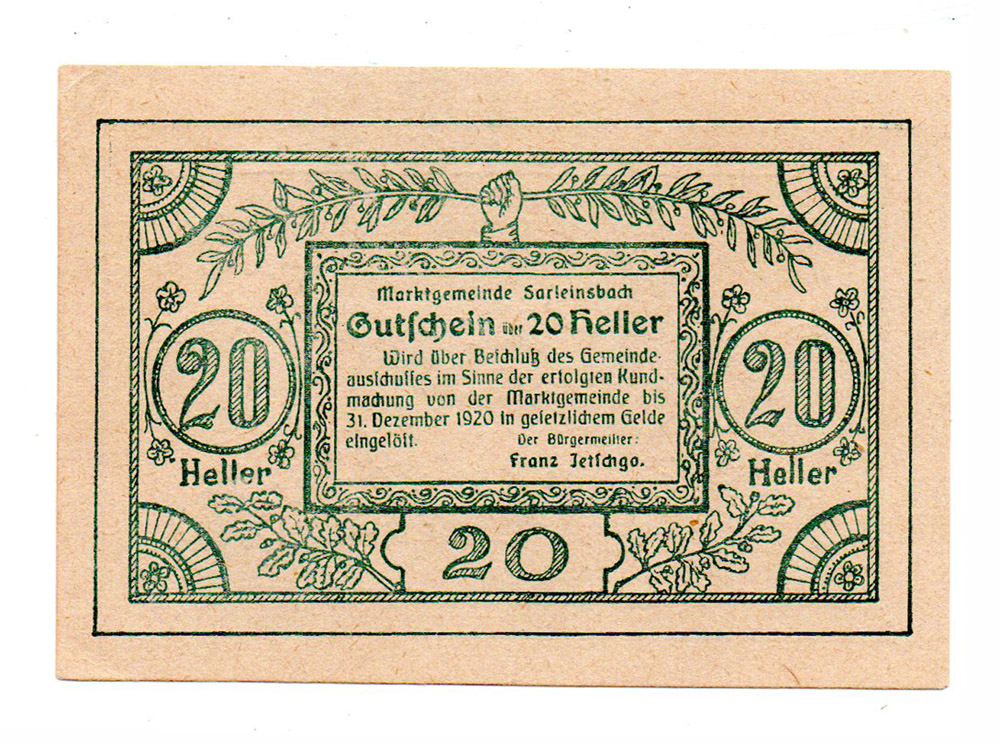 Marktgemeinde Sarleinsbach
Gutſchein über 20 Heller
Wird über Beſchluß des Gemeinde-
ausſchuſſes im Sinne der erfolgten Kund-
machung von der Marktgemeinde bis
31. Dezember 1920 in geſetzlichem Gelde
eingelöſt.
Der Bürgermeiſter:
Franz Jetſchgo.
20
Heller
20
Heller
20